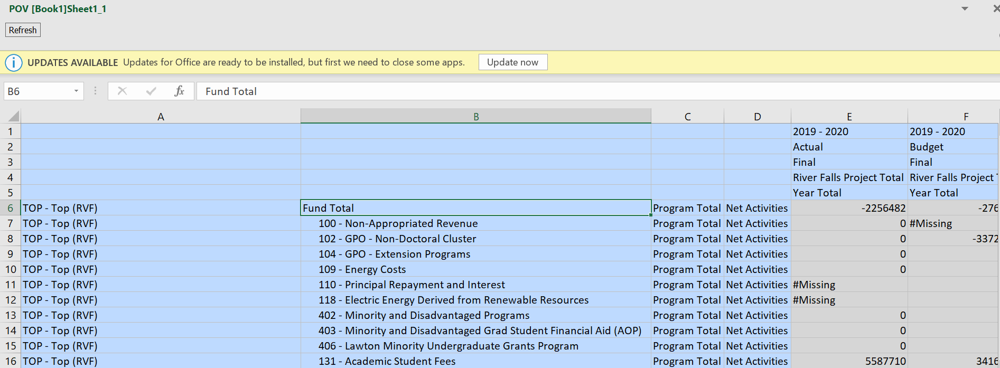 POV [Book1]Sheet1_1
Refresh
UPDATES AVAILABLE Updates for Office are ready to be installed, but first we need to close some apps. Update now
B6 fx Fund Total
A B C D E F
1 2019 - 2020 2019 - 2020
2 Actual Budget
3 Final Final
4 River Falls Project Total River Falls Project
5 Year Total Year Total
6 TOP - Top (RVF) Fund Total Program Total Net Activities -2256482 -276
7 TOP - Top (RVF) 100 - Non-Appropriated Revenue Program Total Net Activities 0 #Missing
8 TOP - Top (RVF) 102 - GPO - Non-Doctoral Cluster Program Total Net Activities 0 -3372
9 TOP - Top (RVF) 104 - GPO - Extension Programs Program Total Net Activities 0
10 TOP - Top (RVF) 109 - Energy Costs Program Total Net Activities 0
11 TOP - Top (RVF) 110 - Principal Repayment and Interest Program Total Net Activities #Missing
12 TOP - Top (RVF) 118 - Electric Energy Derived from Renewable Resources Program Total Net Activities #Missing
13 TOP - Top (RVF) 402 - Minority and Disadvantaged Programs Program Total Net Activities 0
14 TOP - Top (RVF) 403 - Minority and Disadvantaged Grad Student Financial Aid (AOP) Program Total Net Activities 0
15 TOP - Top (RVF) 406 - Lawton Minority Undergraduate Grants Program Program Total Net Activities 0
16 TOP - Top (RVF) 131 - Academic Student Fees Program Total Net Activities 5587710 3416